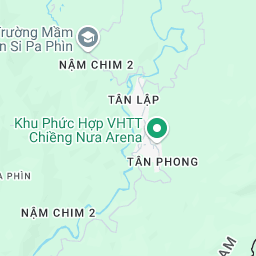 Trường Mầm
n Si Pa Phìn
NẬM CHIM 2
TÂN LẬP
Khu Phức Hợp VHTT
Chiềng Nưa Arena
TÂN PHONG
A PHÌN
NẬM CHIM 2
AM